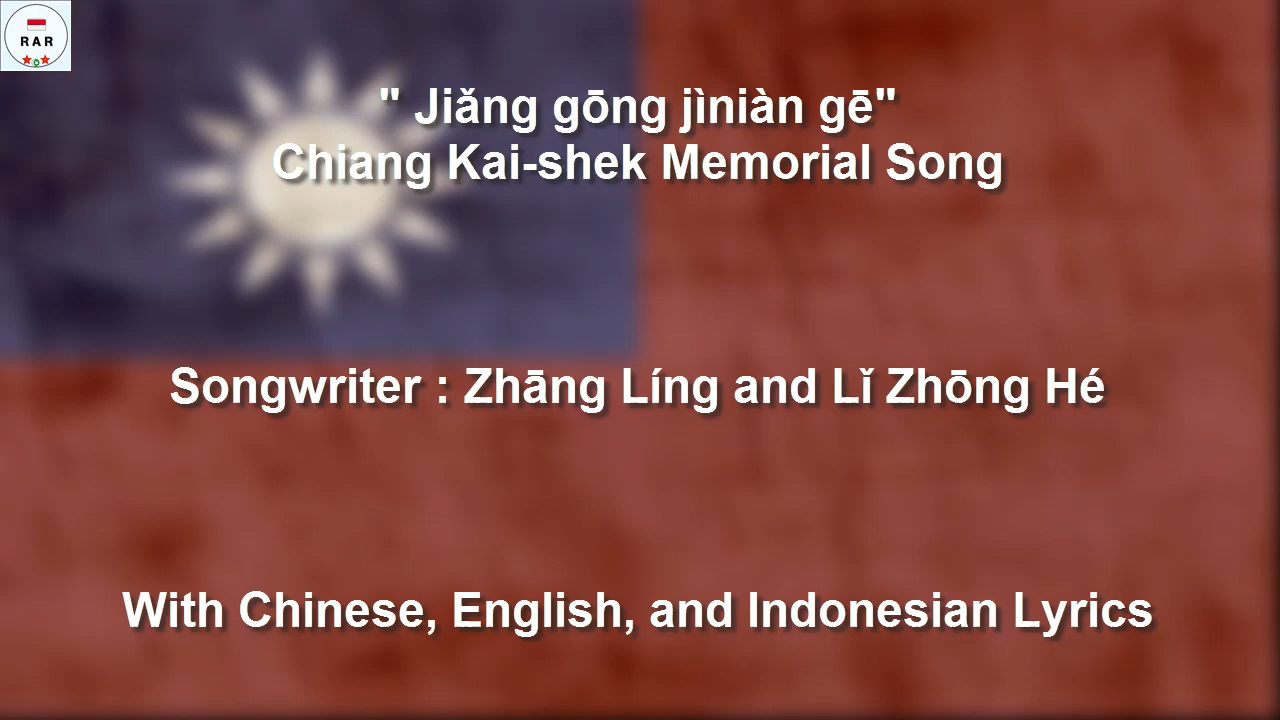 RAR
" Jiǎng gōng jìniàn gē"
Chiang Kai-shek Memorial Song
Songwriter : Zhāng Líng and Lǐ Zhōng Hé
With Chinese, English, and Indonesian Lyrics